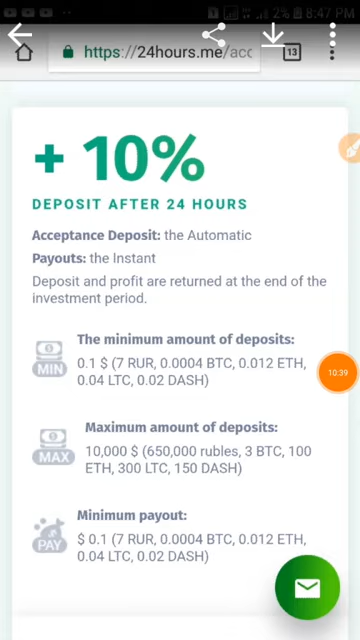 2% 8:47 PM
https://24hours.me/acc
13
+ 10%
DEPOSIT AFTER 24 HOURS
Acceptance Deposit: the Automatic
Payouts: the Instant
Deposit and profit are returned at the end of the
investment period.
The minimum amount of deposits:
MIN
0.1 $ (7 RUR, 0.0004 BTC, 0.012 ETH,
0.04 LTC, 0.02 DASH)
10:39
Maximum amount of deposits:
MAX
10,000 $ (650,000 rubles, 3 BTC, 100
ETH, 300 LTC, 150 DASH)
Minimum payout:
PAY
$ 0.1 (7 RUR, 0.0004 BTC, 0.012 ETH,
0.04 LTC, 0.02 DASH)